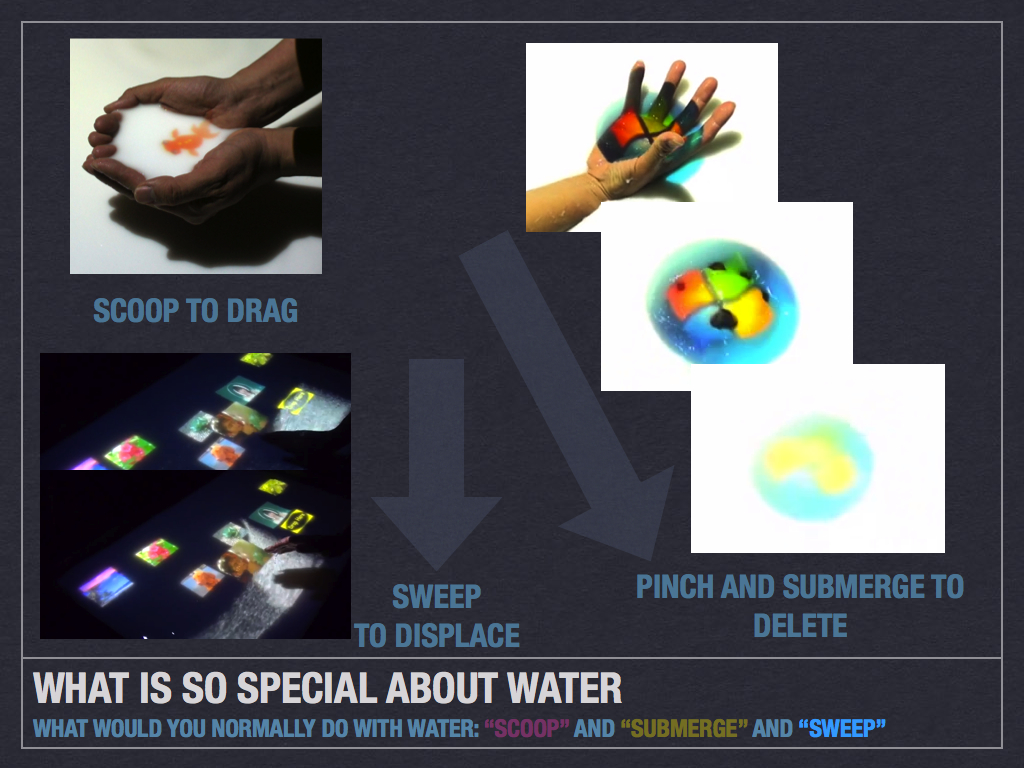 SCOOP TO DRAG
SWEEP
TO DISPLACE
PINCH AND SUBMERGE TO
DELETE
WHAT IS SO SPECIAL ABOUT WATER
WHAT WOULD YOU NORMALLY DO WITH WATER: “SCOOP” AND “SUBMERGE” AND “SWEEP”